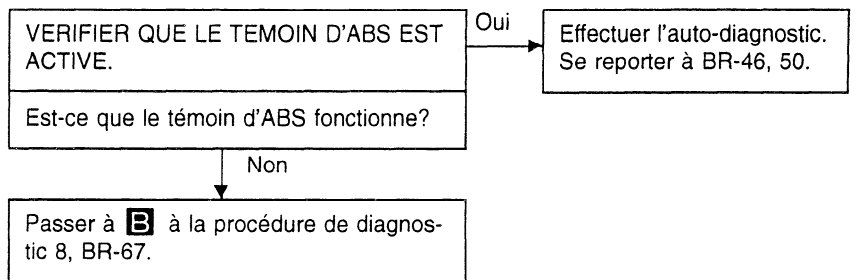 VERIFIER QUE LE TEMOIN D'ABS EST
ACTIVE.
Est-ce que le témoin d'ABS fonctionne?
Oui
Effectuer l'auto-diagnostic.
Se reporter à BR-46, 50.
Non
Passer à B à la procédure de diagnos-
tic 8, BR-67.